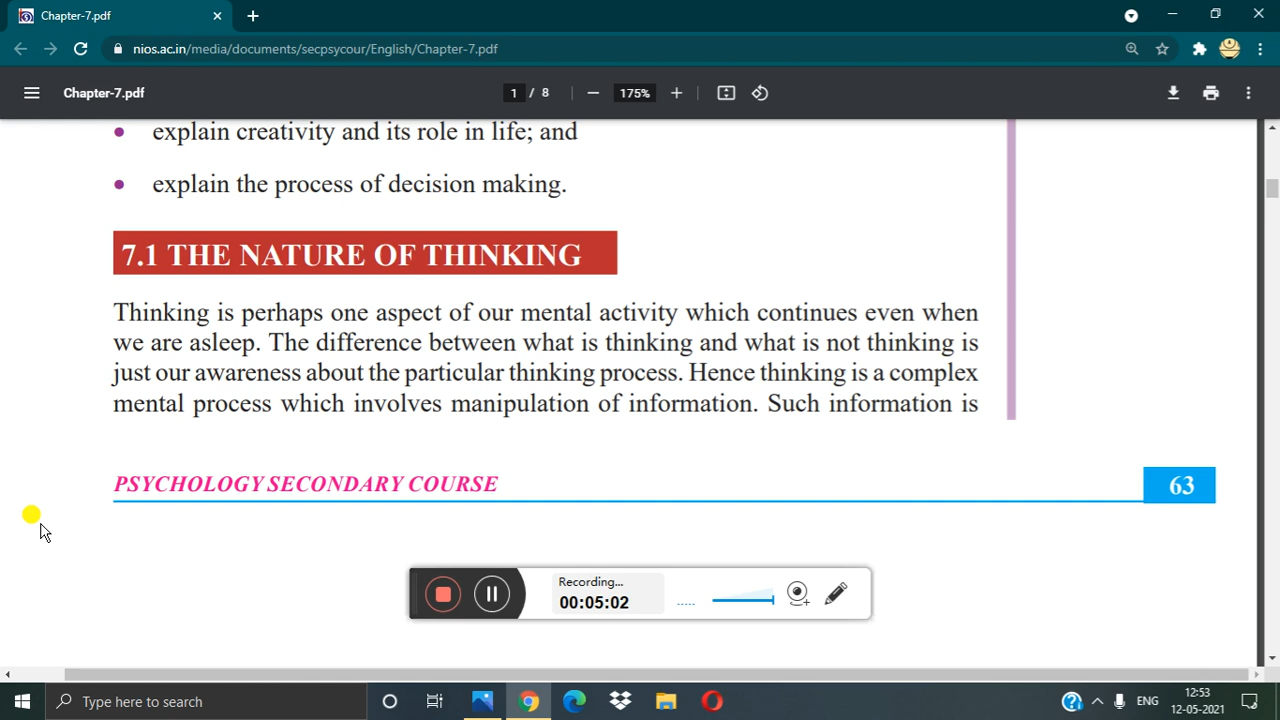 Chapter-7.pdf
nios.ac.in/media/documents/secpsycour/English/Chapter-7.pdf
Chapter-7.pdf
1 / 8
175%
• explain creativity and its role in life; and
• explain the process of decision making.
7.1 THE NATURE OF THINKING
Thinking is perhaps one aspect of our mental activity which continues even when
we are asleep. The difference between what is thinking and what is not thinking is
just our awareness about the particular thinking process. Hence thinking is a complex
mental process which involves manipulation of information. Such information is
PSYCHOLOGY SECONDARY COURSE
63
Recording...
00:05:02
Type here to search
ENG
12:53
12-05-2021